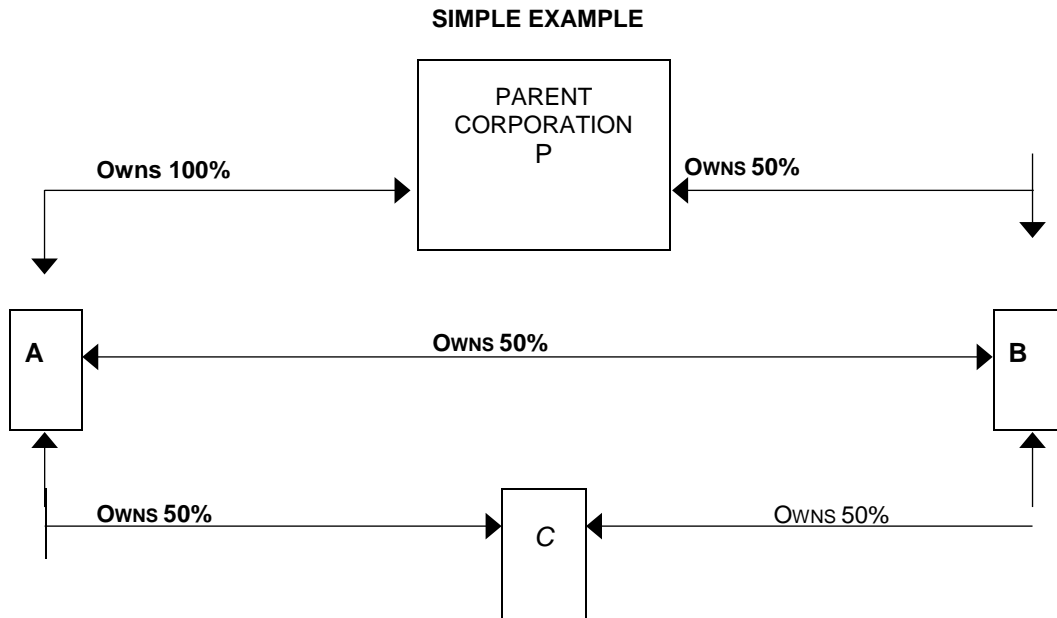 SIMPLE EXAMPLE
PARENT
CORPORATION
P
Owns 100%
OWNS 50%
A
OWNS 50%
B
OWNS 50%
C
OWNS 50%